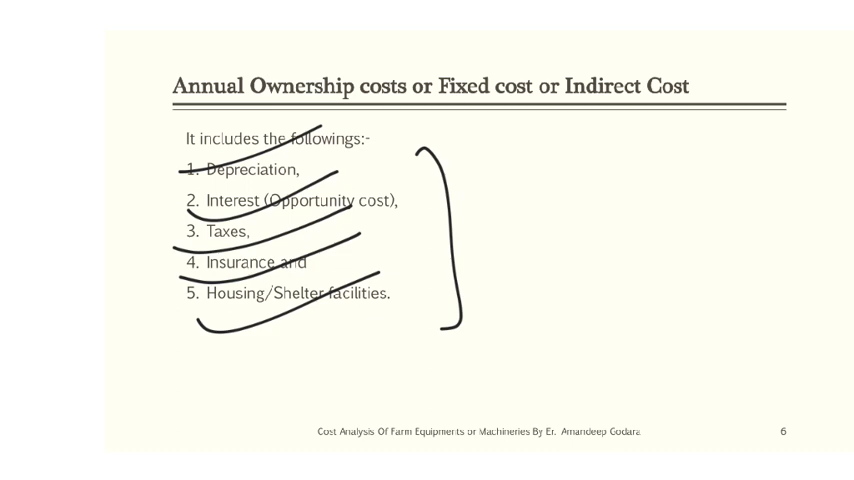 Annual Ownership costs or Fixed cost or Indirect Cost
It includes the followings:-
1. Depreciation,
2. Interest (Opportunity cost),
3. Taxes,
4. Insurance and
5. Housing/Shelter facilities.
Cost Analysis Of Farm Equipments or Machineries By Er. Amandeep Godara
6